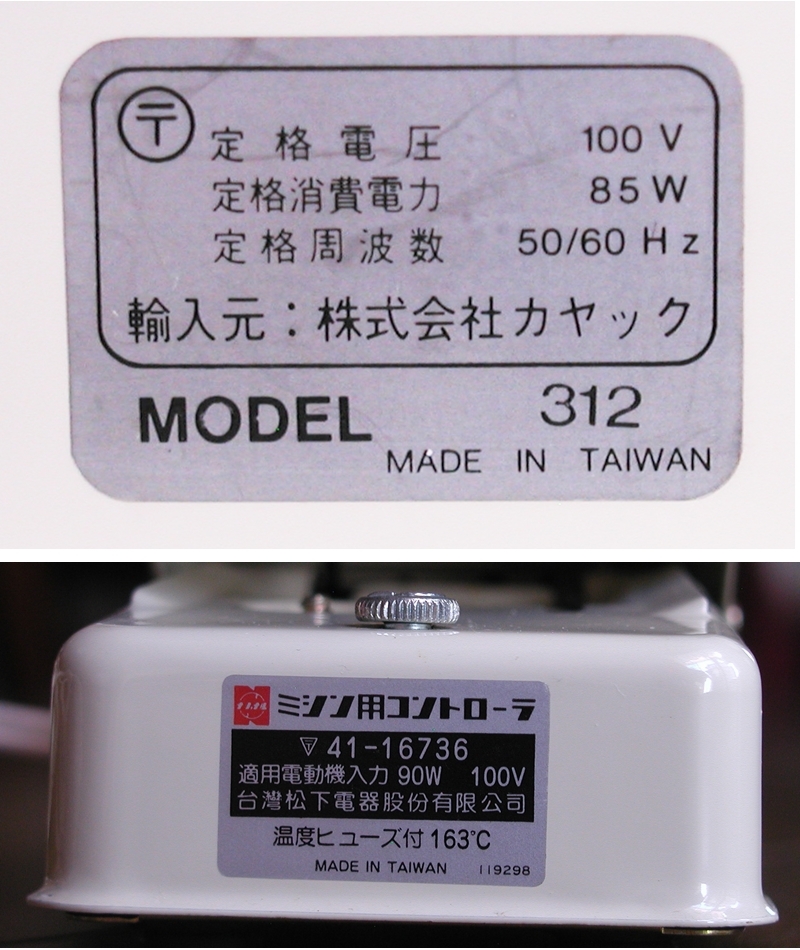 〒 定格電圧 100 V
定格消費電力 85 W
定格周波数 50/60 Hz
輸入元：株式会社カヤック
MODEL 312
MADE IN TAIWAN
ミシン用コントローラ
41-16736
適用電動機入力 90W 100V
台灣松下電器股份有限公司
温度ヒューズ付 163℃
MADE IN TAIWAN 119298